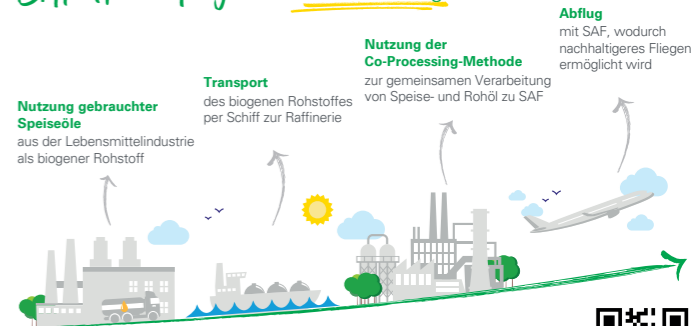 Nutzung gebrauchter
Speiseöle
aus der Lebensmittelindustrie
als biogener Rohstoff
Transport
des biogenen Rohstoffes
per Schiff zur Raffinerie
Nutzung der
Co-Processing-Methode
zur gemeinsamen Verarbeitung
von Speise- und Rohöl zu SAF
Abflug
mit SAF, wodurch
nachhaltigeres Fliegen
ermöglicht wird